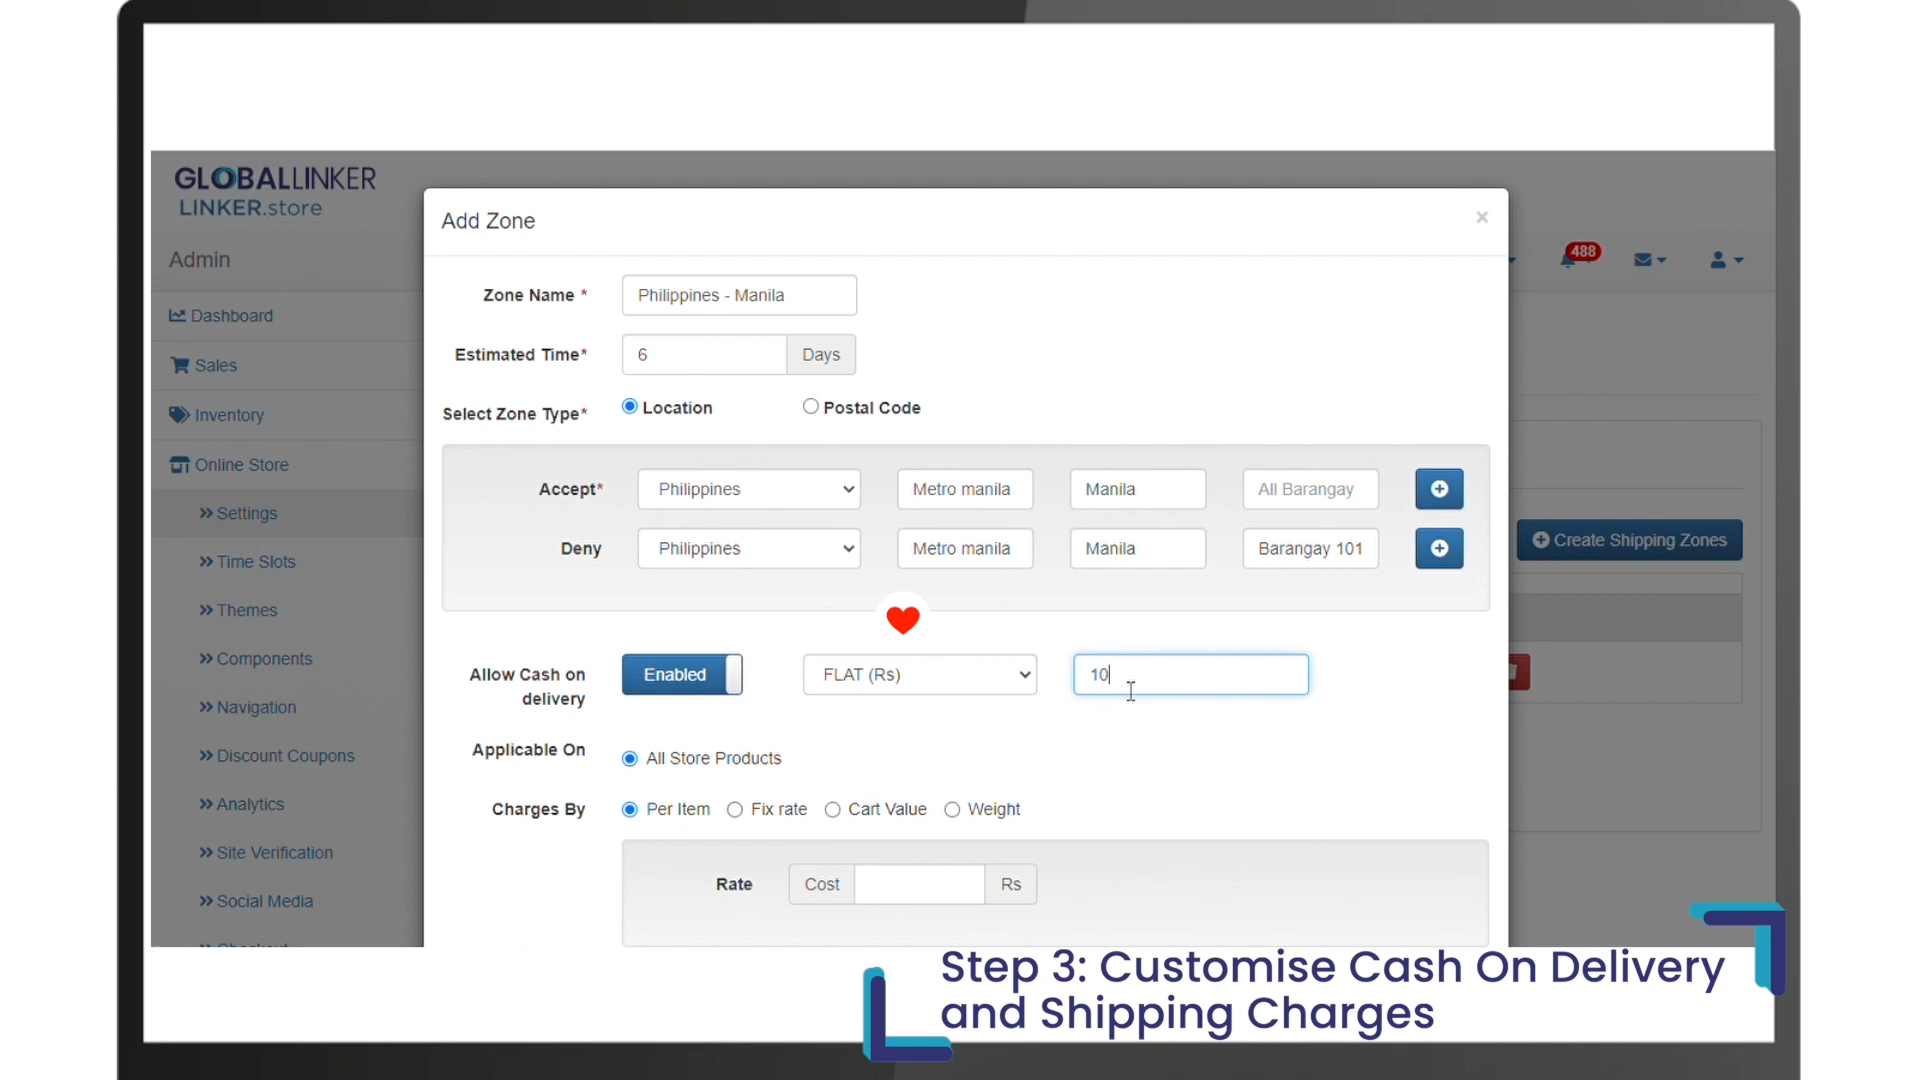 GLOBALLINKER
LINKER.store
Admin
Dashboard
Sales
Inventory
Online Store
Settings
Time Slots
Themes
Components
Navigation
Discount Coupons
Analytics
Site Verification
Social Media
Checkout
488
Create Shipping Zones
Add Zone
×
Zone Name * Philippines - Manila
Estimated Time* 6 Days
Select Zone Type* Location Postal Code
Accept* Philippines Metro manila Manila All Barangay
Deny Philippines Metro manila Manila Barangay 101
Allow Cash on
delivery
Enabled FLAT (Rs) 10
Applicable On All Store Products
Charges By Per Item Fix rate Cart Value Weight
Rate Cost Rs
Step 3: Customise Cash On Delivery
and Shipping Charges